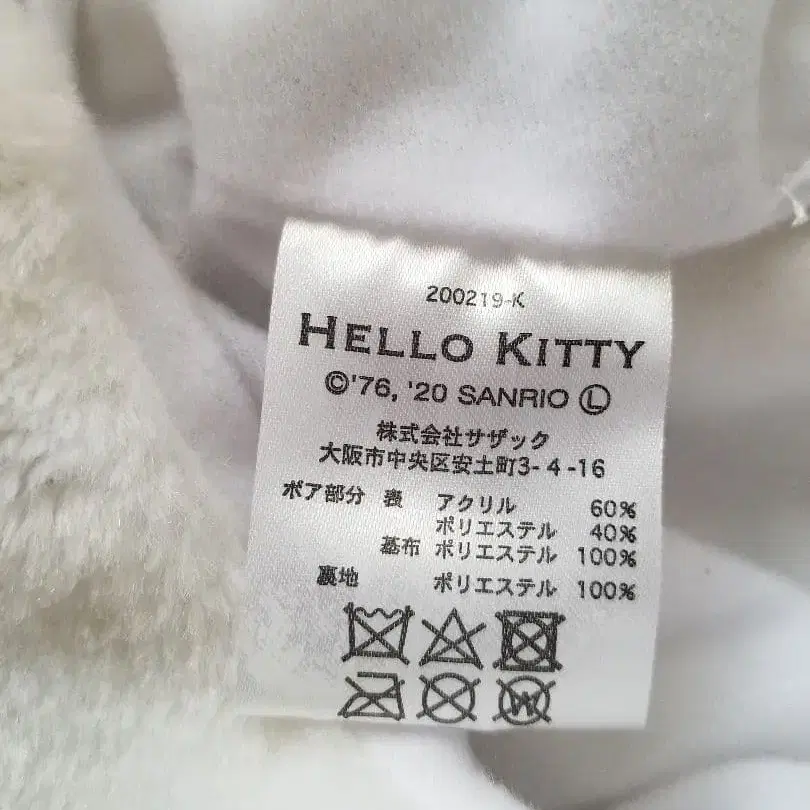 200219-K
HELLO KITTY
©'76, '20 SANRIO Ⓛ
株式会社サザック
大阪市中央区安土町3-4-16
ボア部分 表 アクリル 60%
ポリエステル 40%
基布 ポリエステル 100%
裏地 ポリエステル 100%
W